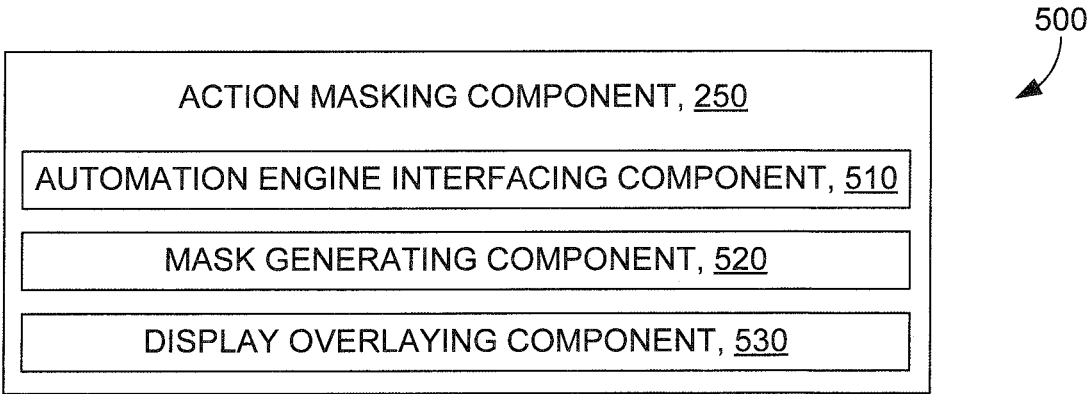 500
ACTION MASKING COMPONENT, 250
AUTOMATION ENGINE INTERFACING COMPONENT, 510
MASK GENERATING COMPONENT, 520
DISPLAY OVERLAYING COMPONENT, 530